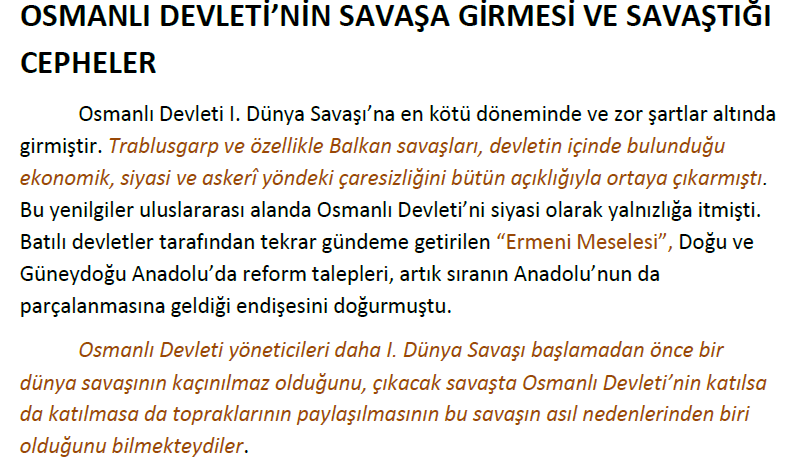 OSMANLI DEVLETİ’NİN SAVAŞA GİRMESİ VE SAVAŞTIĞI
CEPHELER
Osmanlı Devleti I. Dünya Savaşı’na en kötü döneminde ve zor şartlar altında
girmiştir. Trablusgarp ve özellikle Balkan savaşları, devletin içinde bulunduğu
ekonomik, siyasi ve askerî yöndeki çaresizliğini bütün açıklığıyla ortaya çıkarmıştı.
Bu yenilgiler uluslararası alanda Osmanlı Devleti’ni siyasi olarak yalnızlığa itmişti.
Batılı devletler tarafından tekrar gündeme getirilen “Ermeni Meselesi”, Doğu ve
Güneydoğu Anadolu’da reform talepleri, artık sıranın Anadolu’nun da
parçalanmasına geldiği endişesini doğurmuştu.
Osmanlı Devleti yöneticileri daha I. Dünya Savaşı başlamadan önce bir
dünya savaşının kaçınılmaz olduğunu, çıkacak savaşta Osmanlı Devleti’nin katılsa
da katılmasa da topraklarının paylaşılmasının bu savaşın asıl nedenlerinden biri
olduğunu bilmekteydiler.